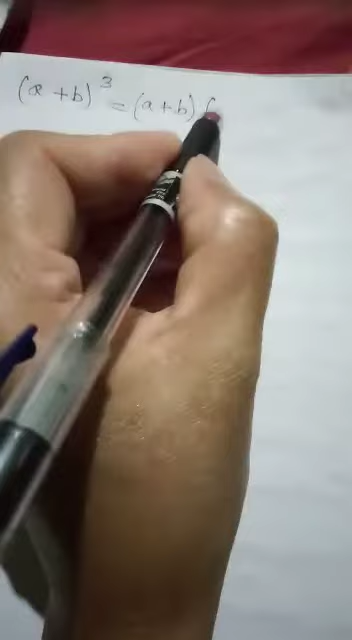 (a+b)³ = (a+b) (